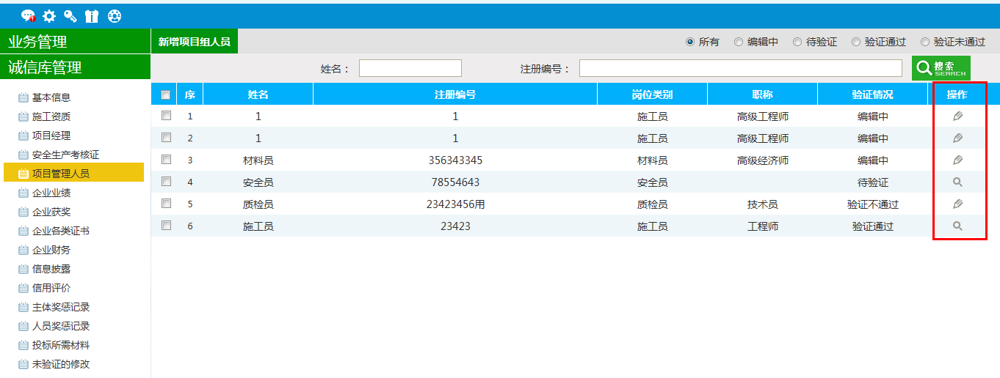 业务管理
诚信库管理
基本信息
施工资质
项目经理
安全生产考核证
项目管理人员
企业业绩
企业获奖
企业各类证书
企业财务
信息披露
信用评价
主体奖惩记录
人员奖惩记录
投标所需材料
未验证的修改
新增项目组人员 所有 编辑中 待验证 验证通过 验证未通过
姓名： 注册编号： 搜索 SEARCH
序 姓名 注册编号 岗位类别 职称 验证情况 操作
1 1 1 施工员 高级工程师 编辑中
2 1 1 施工员 高级工程师 编辑中
3 材料员 356343345 材料员 高级经济师 编辑中
4 安全员 78554643 安全员 待验证
5 质检员 23423456用 质检员 技术员 验证不通过
6 施工员 23423 施工员 工程师 验证通过